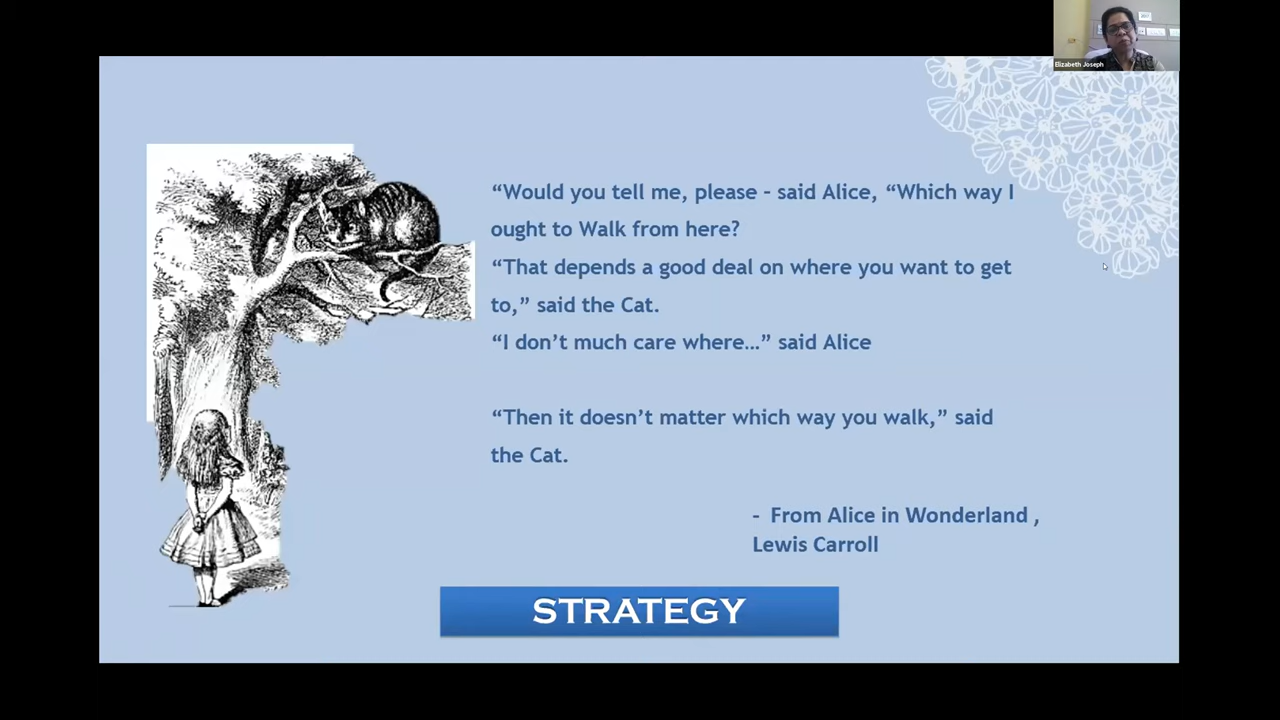 Elizabeth Joseph
“Would you tell me, please – said Alice, “Which way I
ought to Walk from here?
“That depends a good deal on where you want to get
to,” said the Cat.
“I don’t much care where…” said Alice
“Then it doesn’t matter which way you walk,” said
the Cat.
- From Alice in Wonderland ,
Lewis Carroll
STRATEGY